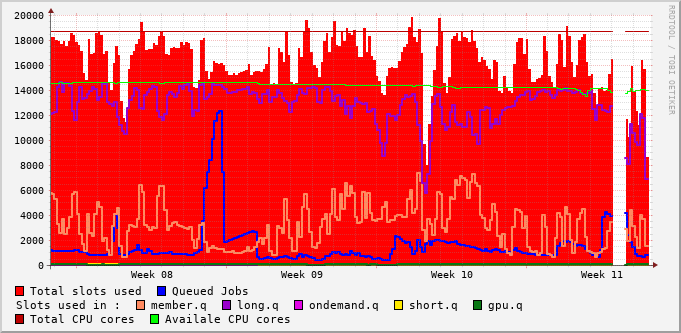 20000
18000
16000
14000
12000
10000
8000
6000
4000
2000
0
Week 08 Week 09 Week 10 Week 11
RRDTOOL / TOBI OETIKER
Total slots used Queued Jobs
Slots used in : member.q long.q ondemand.q short.q gpu.q
Total CPU cores Availale CPU cores